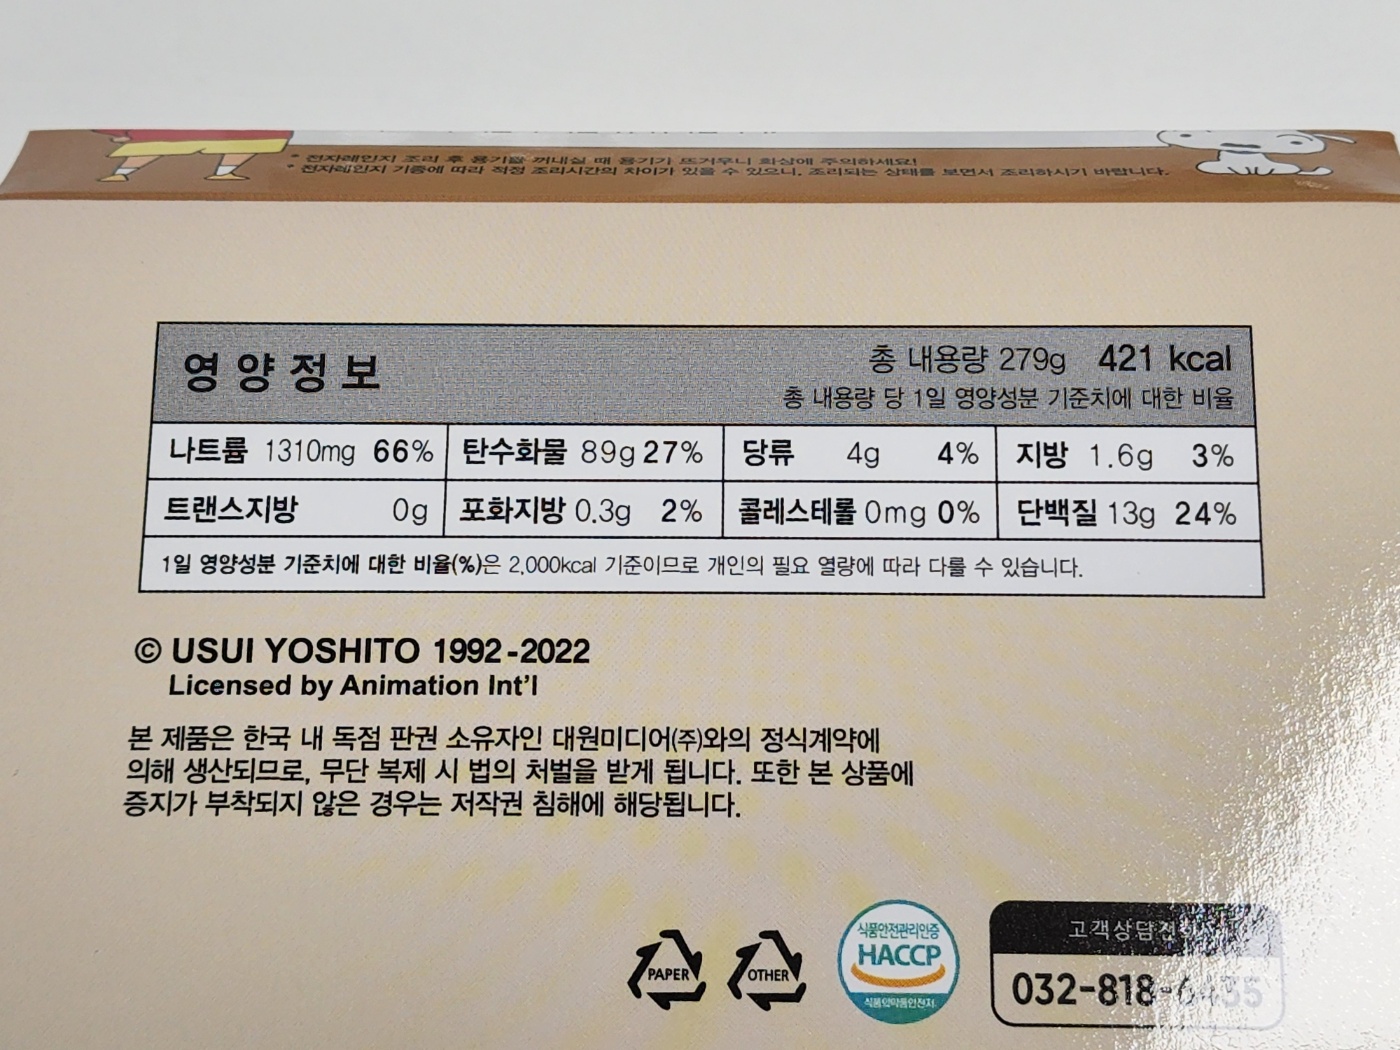 * 전자레인지 조리 후 용기를 꺼내실 때 용기가 뜨거우니 화상에 주의하세요!
* 전자레인지 기종에 따라 적정 조리시간의 차이가 있을 수 있으니, 조리되는 상태를 보면서 조리하시기 바랍니다.
영양정보
총 내용량 279g 421 kcal
총 내용량 당 1일 영양성분 기준치에 대한 비율
나트륨 1310mg 66% 탄수화물 89g 27% 당류 4g 4% 지방 1.6g 3%
트랜스지방 0g 포화지방 0.3g 2% 콜레스테롤 0mg 0% 단백질 13g 24%
1일 영양성분 기준치에 대한 비율(%)은 2,000kcal 기준이므로 개인의 필요 열량에 따라 다를 수 있습니다.
© USUI YOSHITO 1992-2022
Licensed by Animation Int'l
본 제품은 한국 내 독점 판권 소유자인 대원미디어(주)와의 정식계약에
의해 생산되므로, 무단 복제 시 법의 처벌을 받게 됩니다. 또한 본 상품에
증지가 부착되지 않은 경우는 저작권 침해에 해당됩니다.
PAPER
OTHER
식품안전관리인증
HACCP
식품의약품안전처
032-818-6435